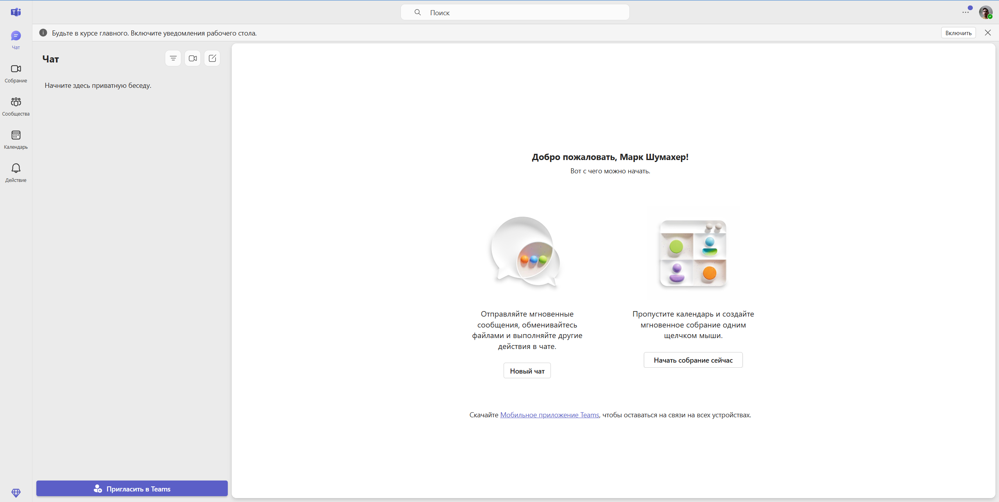 Поиск
Будьте в курсе главного. Включите уведомления рабочего стола.
Включить
Чат
Собрание
Сообщества
Календарь
Действие
Чат
Начните здесь приватную беседу.
Пригласить в Teams
Добро пожаловать, Марк Шумахер!
Вот с чего можно начать.
Отправляйте мгновенные
сообщения, обменивайтесь
файлами и выполняйте другие
действия в чате.
Новый чат
Пропустите календарь и создайте
мгновенное собрание одним
щелчком мыши.
Начать собрание сейчас
Скачайте Мобильное приложение Teams, чтобы оставаться на связи на всех устройствах.